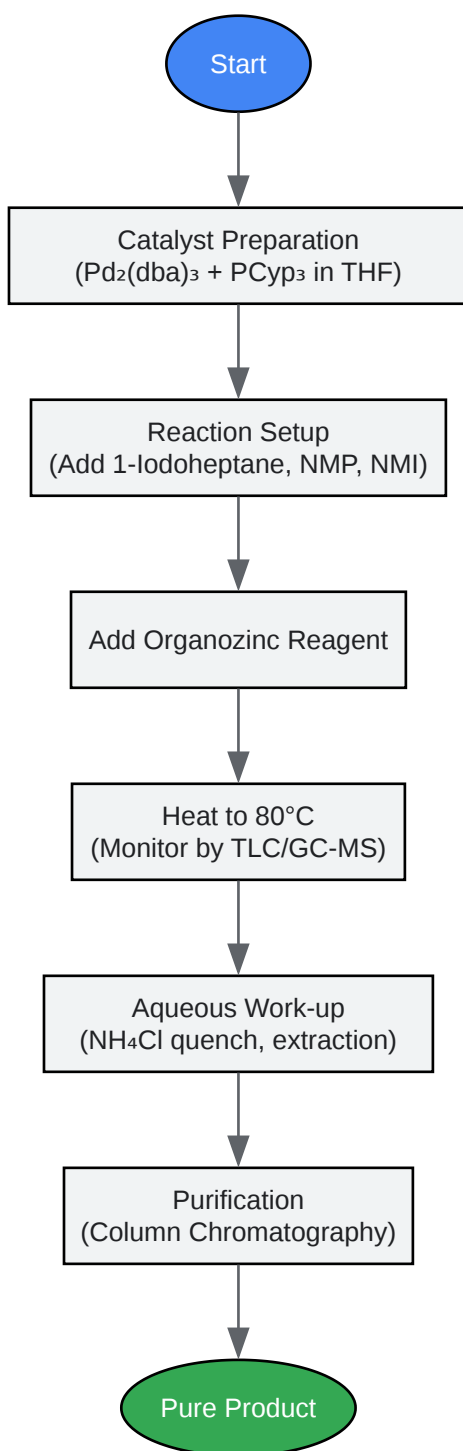 Start
Catalyst Preparation
(Pd₂(dba)₃ + PCyp₃ in THF)
Reaction Setup
(Add 1-Iodoheptane, NMP, NMI)
Add Organozinc Reagent
Heat to 80°C
(Monitor by TLC/GC-MS)
Aqueous Work-up
(NH₄Cl quench, extraction)
Purification
(Column Chromatography)
Pure Product